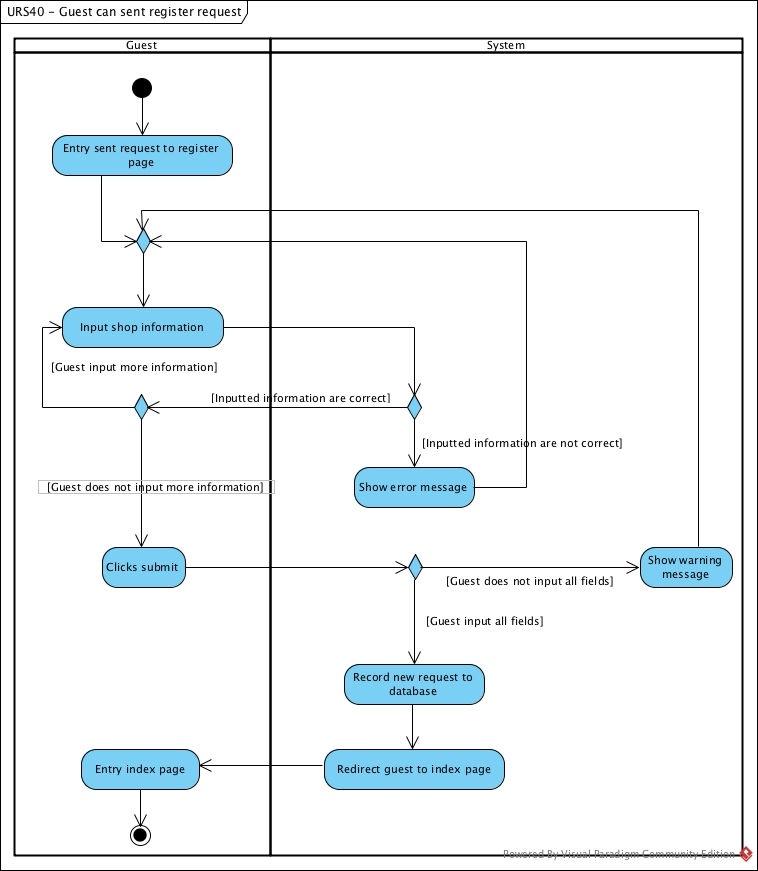 URS40 - Guest can sent register request
Guest
System
Entry sent request to register
page
Input shop information
[Guest input more information]
[Inputted information are correct]
[Inputted information are not correct]
[Guest does not input more information]
Show error message
Clicks submit
Show warning
message
[Guest does not input all fields]
[Guest input all fields]
Record new request to
database
Entry index page
Redirect guest to index page
Powered By Visual Paradigm Community Edition